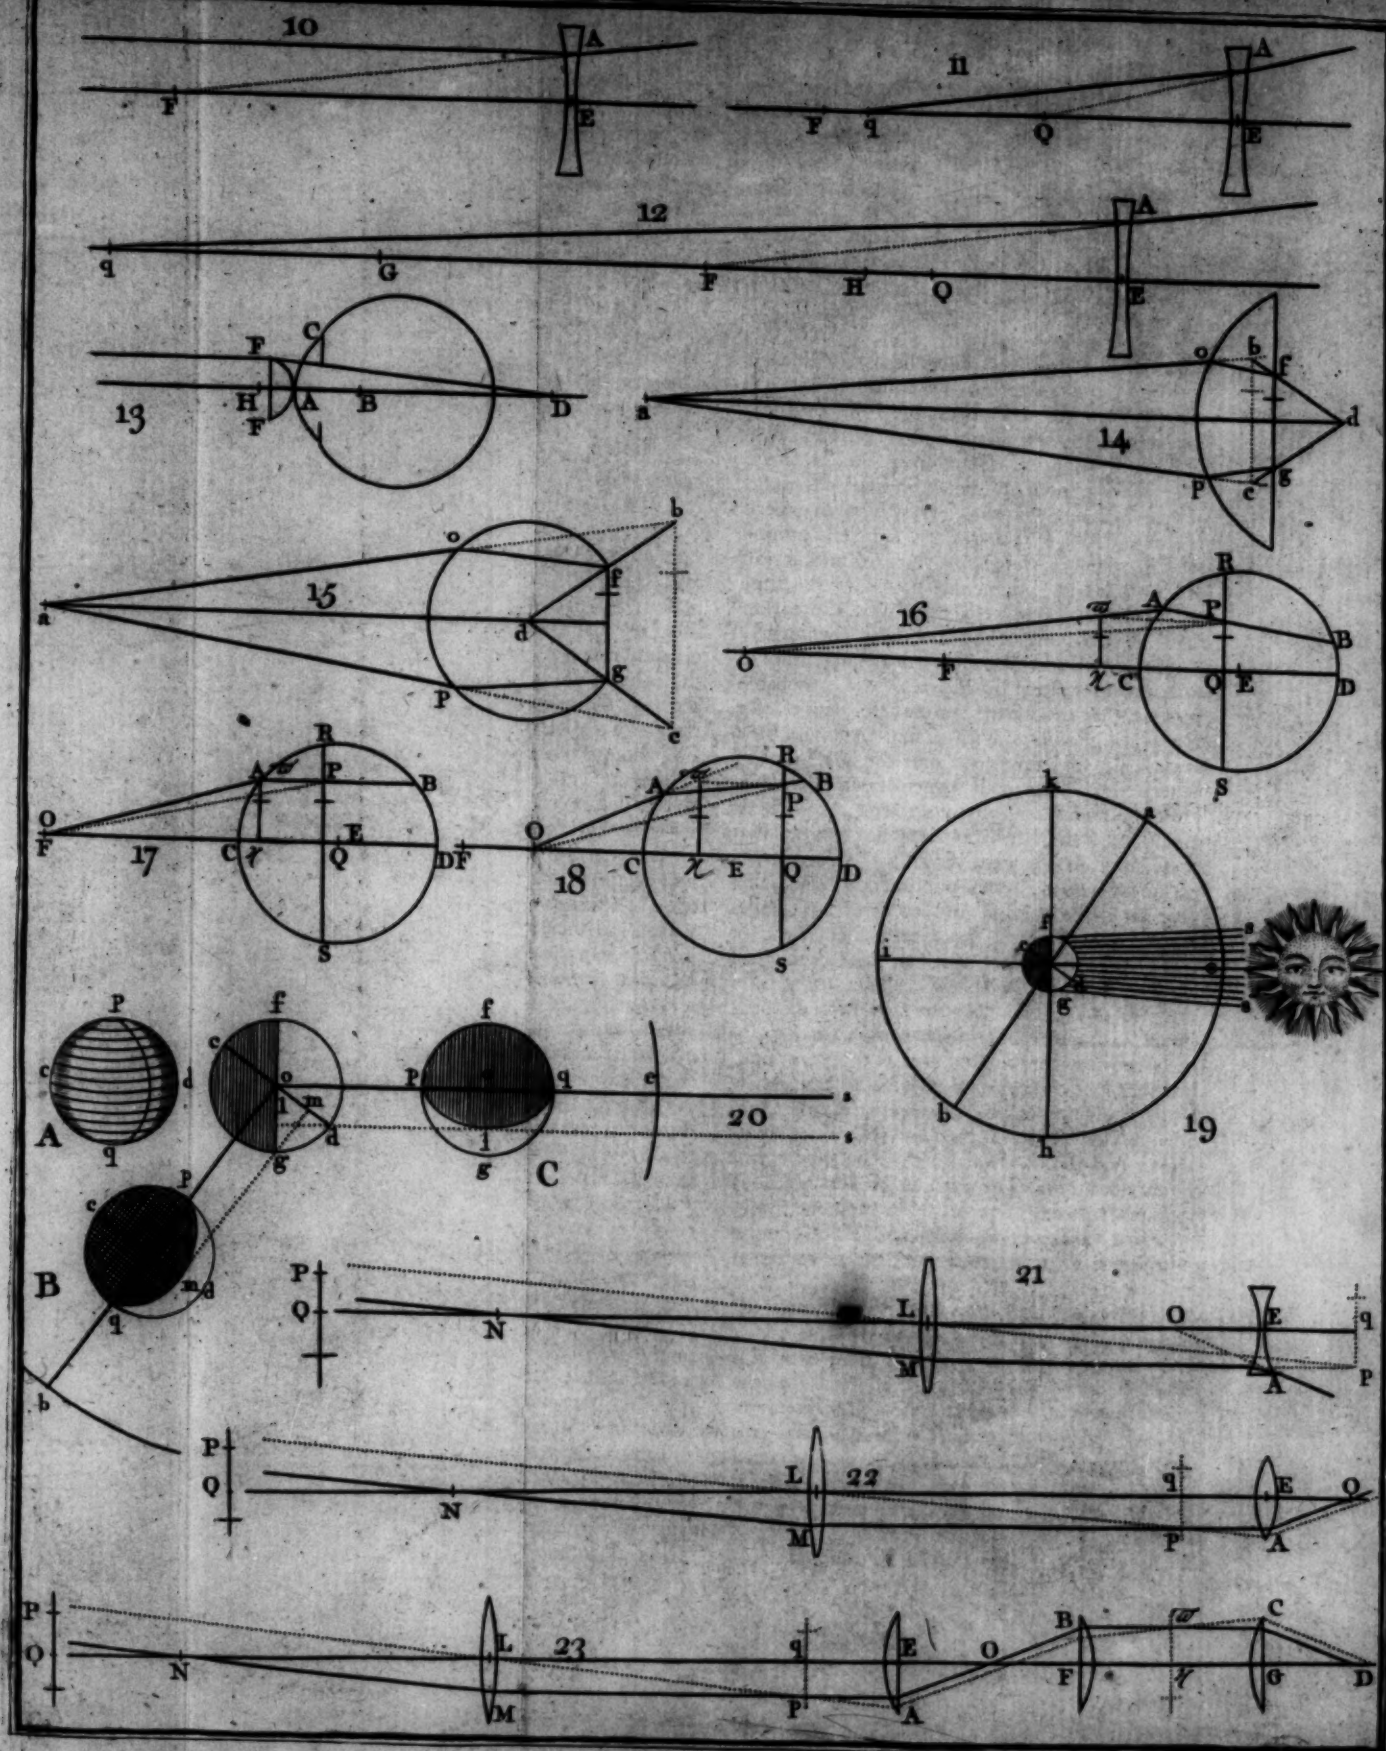 10
A
F
E
11
A
F q Q E
12
A
q G F H Q E
13
F C
H A B D
F
14
o b f
a d
P c g
15
o b
f
a d
g
P c
16
R
ϖ A P
B
O F χ C Q E D
S
17
R
A ϖ P B
O
F C χ Q E D
S
18
R
A ϖ B
P
O
F C χ E Q D
S
19
k
a
f
c
i e
d
g
b
h
s
s
20
A
P
c d
q
f
c
o
l m
d
g
C
f
P o q
l
g
e
s
s
B
P
c
m d
q
b
21
P
Q N L O E q
M A P
22
P
Q N L q E O
M P A
23
P
Q N L q E O F γ G D
M P A B ϖ C